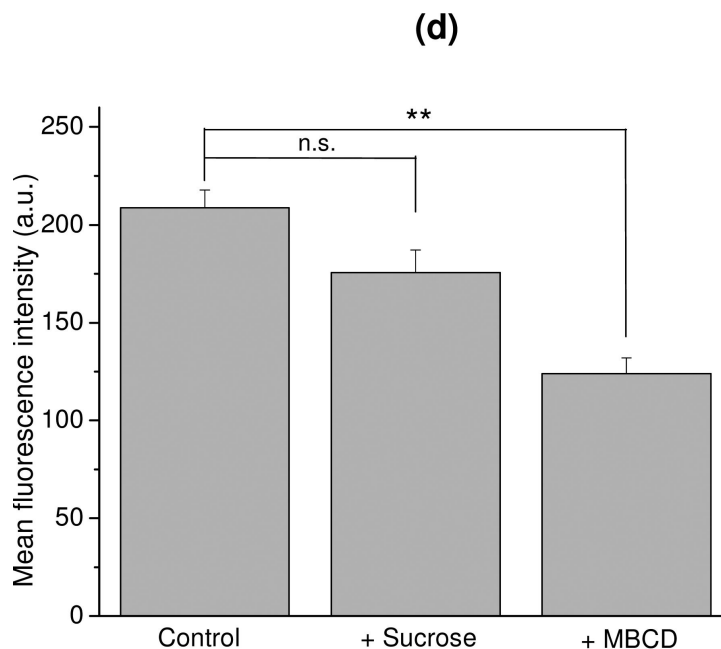 (d)
**
n.s.
250
200
150
100
50
0
Mean fluorescence intensity (a.u.)
Control
+ Sucrose
+ MBCD